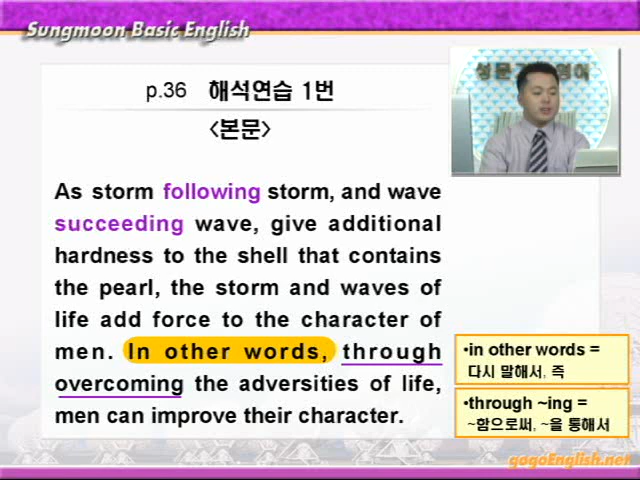 Sungmoon Basic English
p.36 해석연습 1번
<본문>
As storm following storm, and wave
succeeding wave, give additional
hardness to the shell that contains
the pearl, the storm and waves of
life add force to the character of
men. In other words, through
overcoming the adversities of life,
men can improve their character.
•in other words =
다시 말해서, 즉
•through ~ing =
~함으로써, ~을 통해서
gogoEnglish.net